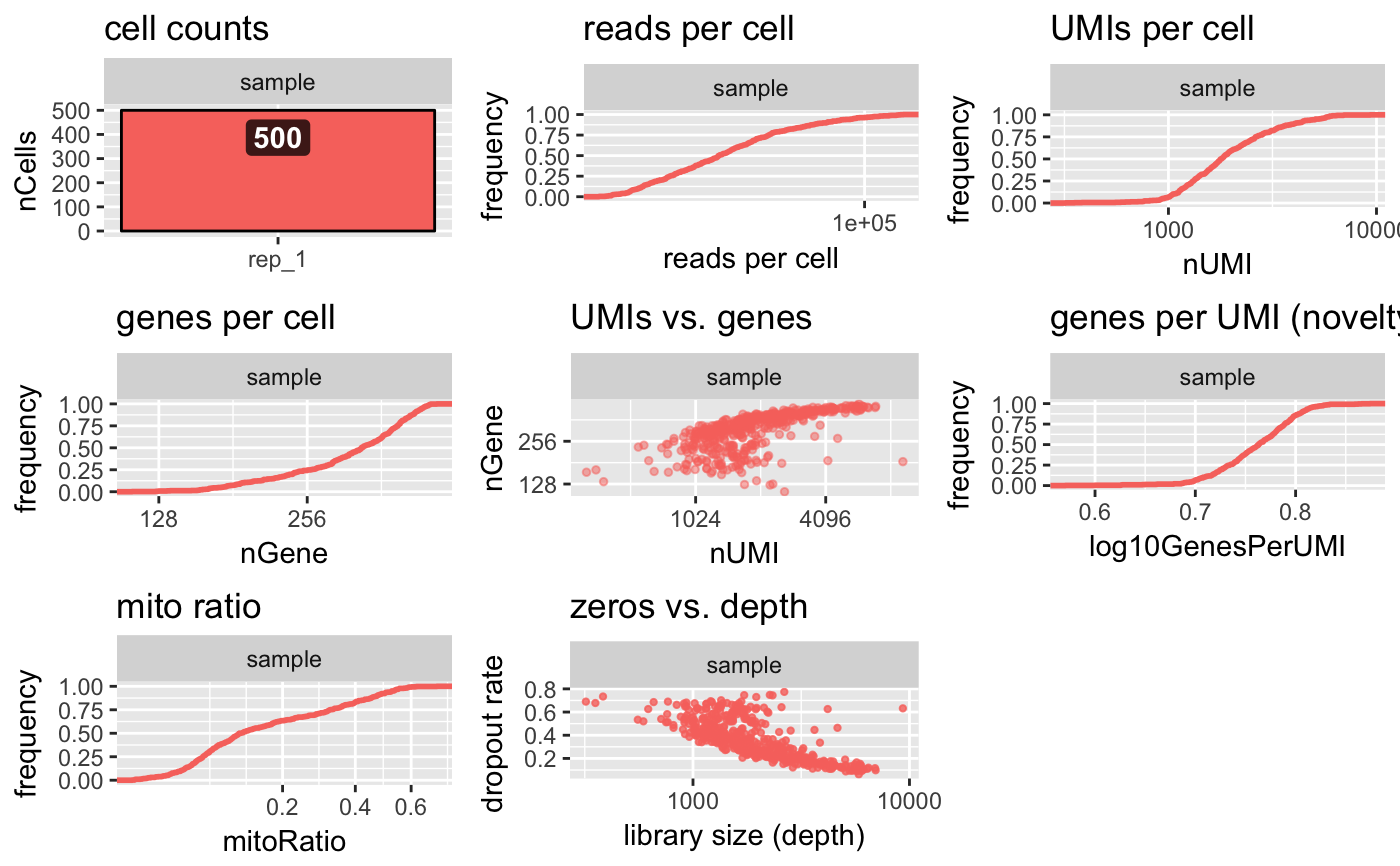 cell counts
sample
nCells
500
400
300
200
100
0
500
rep_1
reads per cell
sample
frequency
1.00
0.75
0.50
0.25
0.00
1e+05
reads per cell
UMIs per cell
sample
frequency
1.00
0.75
0.50
0.25
0.00
1000
10000
nUMI
genes per cell
sample
frequency
1.00
0.75
0.50
0.25
0.00
128
256
nGene
UMIs vs. genes
sample
nGene
256
128
1024
4096
nUMI
genes per UMI (novelty
sample
frequency
1.00
0.75
0.50
0.25
0.00
0.6
0.7
0.8
log10GenesPerUMI
mito ratio
sample
frequency
1.00
0.75
0.50
0.25
0.00
0.2
0.4
0.6
mitoRatio
zeros vs. depth
sample
dropout rate
0.8
0.6
0.4
0.2
1000
10000
library size (depth)